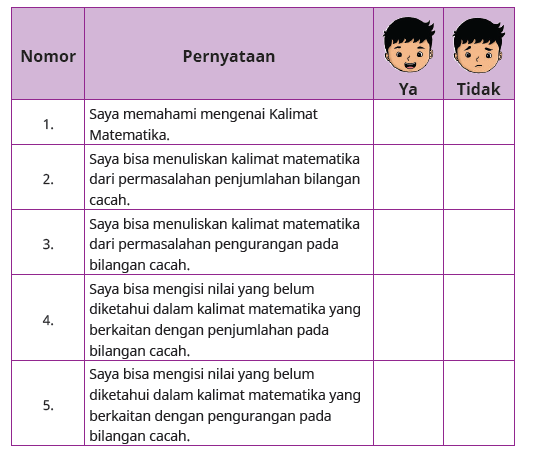 Nomor
Pernyataan
Ya
Tidak
1.
Saya memahami mengenai Kalimat
Matematika.
2.
Saya bisa menuliskan kalimat matematika
dari permasalahan penjumlahan bilangan
cacah.
3.
Saya bisa menuliskan kalimat matematika
dari permasalahan pengurangan pada
bilangan cacah.
4.
Saya bisa mengisi nilai yang belum
diketahui dalam kalimat matematika yang
berkaitan dengan penjumlahan pada
bilangan cacah.
5.
Saya bisa mengisi nilai yang belum
diketahui dalam kalimat matematika yang
berkaitan dengan pengurangan pada
bilangan cacah.